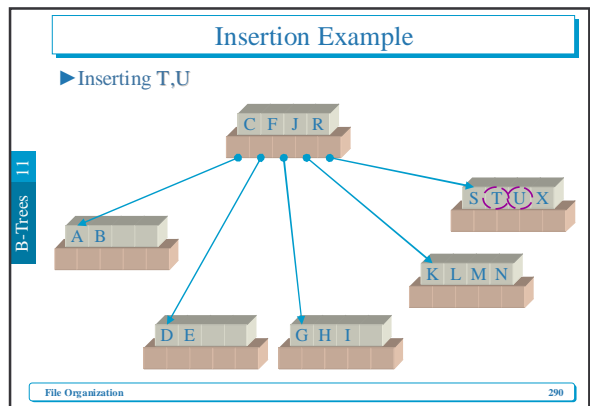 Insertion Example
►Inserting T,U
C F J R
B-Trees 11
S T U X
A B
K L M N
D E
G H I
File Organization 290